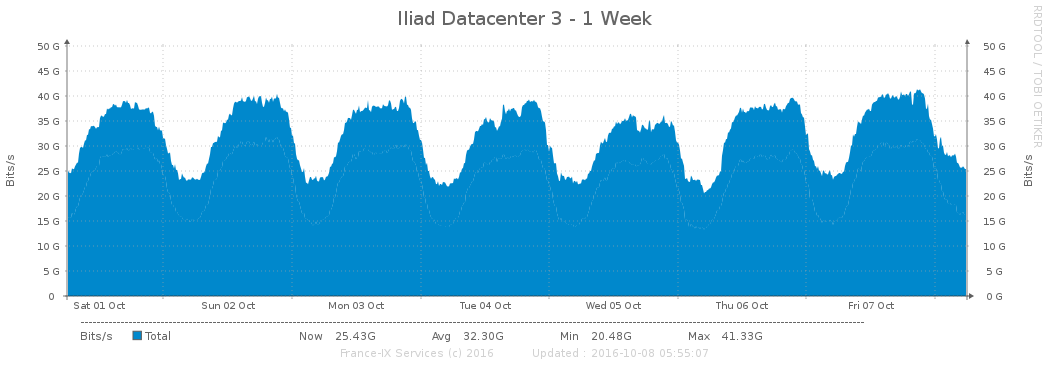 Iliad Datacenter 3 - 1 Week
RRDTOOL / TOBI OETIKER
Bits/s
50 G 50 G
45 G 45 G
40 G 40 G
35 G 35 G
30 G 30 G
25 G 25 G
20 G 20 G
15 G 15 G
10 G 10 G
5 G 5 G
0 0 G
Bits/s
Sat 01 Oct Sun 02 Oct Mon 03 Oct Tue 04 Oct Wed 05 Oct Thu 06 Oct Fri 07 Oct
Bits/s Total Now 25.43G Avg 32.30G Min 20.48G Max 41.33G
France-IX Services (c) 2016 Updated : 2016-10-08 05:55:07